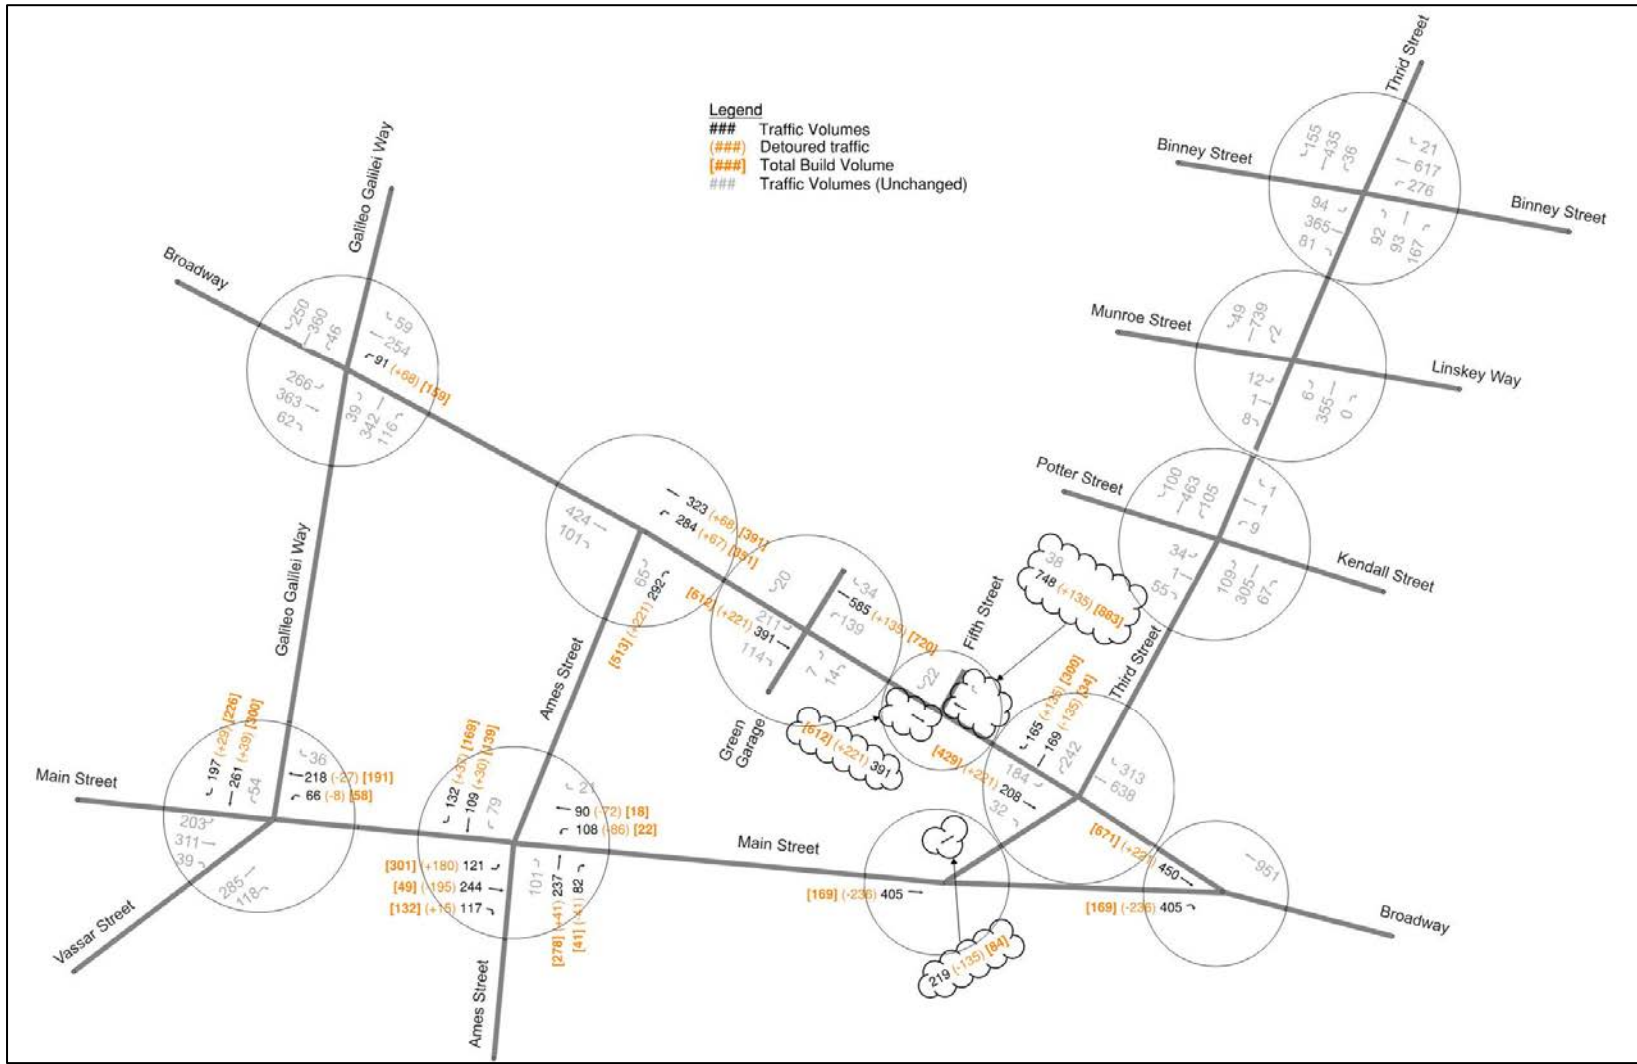 Legend
### Traffic Volumes
(###) Detoured traffic
[###] Total Build Volume
### Traffic Volumes (Unchanged)
Thrid Street
Binney Street
155
435
36
21
617
276
Binney Street
94
365
81
92
93
167
Munroe Street
49
739
2
Linskey Way
12
1
8
6
355
0
Potter Street
100
463
105
1
1
9
34
1
55
109
305
67
Kendall Street
Third Street
Galileo Galilei Way
Broadway
250
360
46
59
254
91 (+68) [159]
266
363
62
39
342
116
Galileo Galilei Way
424
101
323 (+68) [391]
284 (+67) [351]
65
[513] (+221) 292
Ames Street
20
34
585 (+135) [720]
139
211
[612] (+221) 391
114
7
14
Green
Garage
Fifth Street
38
748 (+135) [883]
22
[612] (+221) 391
165 (+135) [300]
169 (-135) [34]
242
[429] (+221) 208
184
32
313
638
[671] (+221) 450
951
[169] (-236) 405
Broadway
Main Street
[169] (-236) 405
219 (-135) [84]
Main Street
197 (+29) [226]
261 (+39) [300]
54
36
218 (-27) [191]
66 (-8) [58]
203
311
39
285
118
Vassar Street
132 (+37) [169]
109 (+30) [139]
79
21
90 (-72) [18]
108 (-86) [22]
[301] (+180) 121
[49] (-195) 244
[132] (+15) 117
101
[278] (+41) 237
[41] (-41) 82
Ames Street